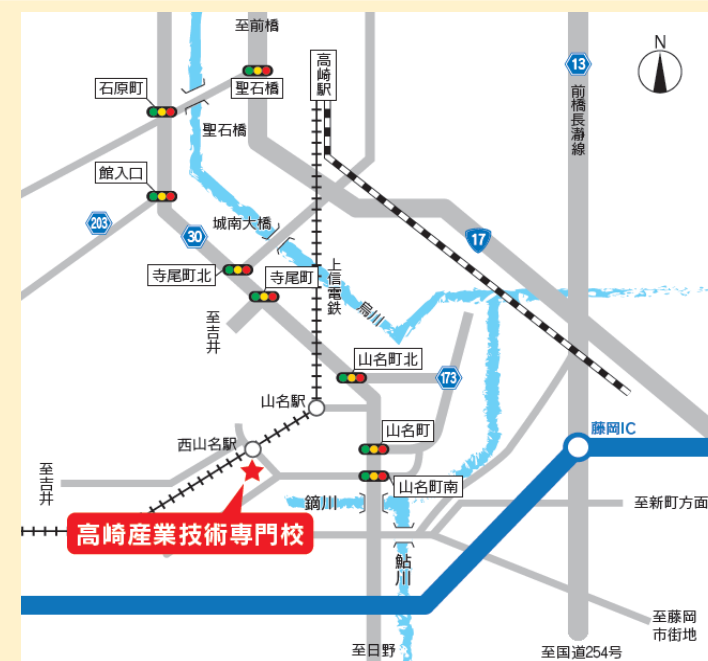 至前橋
N
高崎駅
13
前橋長瀞線
石原町
聖石橋
聖石橋
館入口
203
30
城南大橋
17
寺尾町北
寺尾町
上信電鉄
烏川
至吉井
山名町北
173
山名駅
西山名駅
山名町
藤岡IC
至吉井
山名町南
鏑川
至新町方面
高崎産業技術専門校
鮎川
至藤岡
市街地
至日野
至国道254号